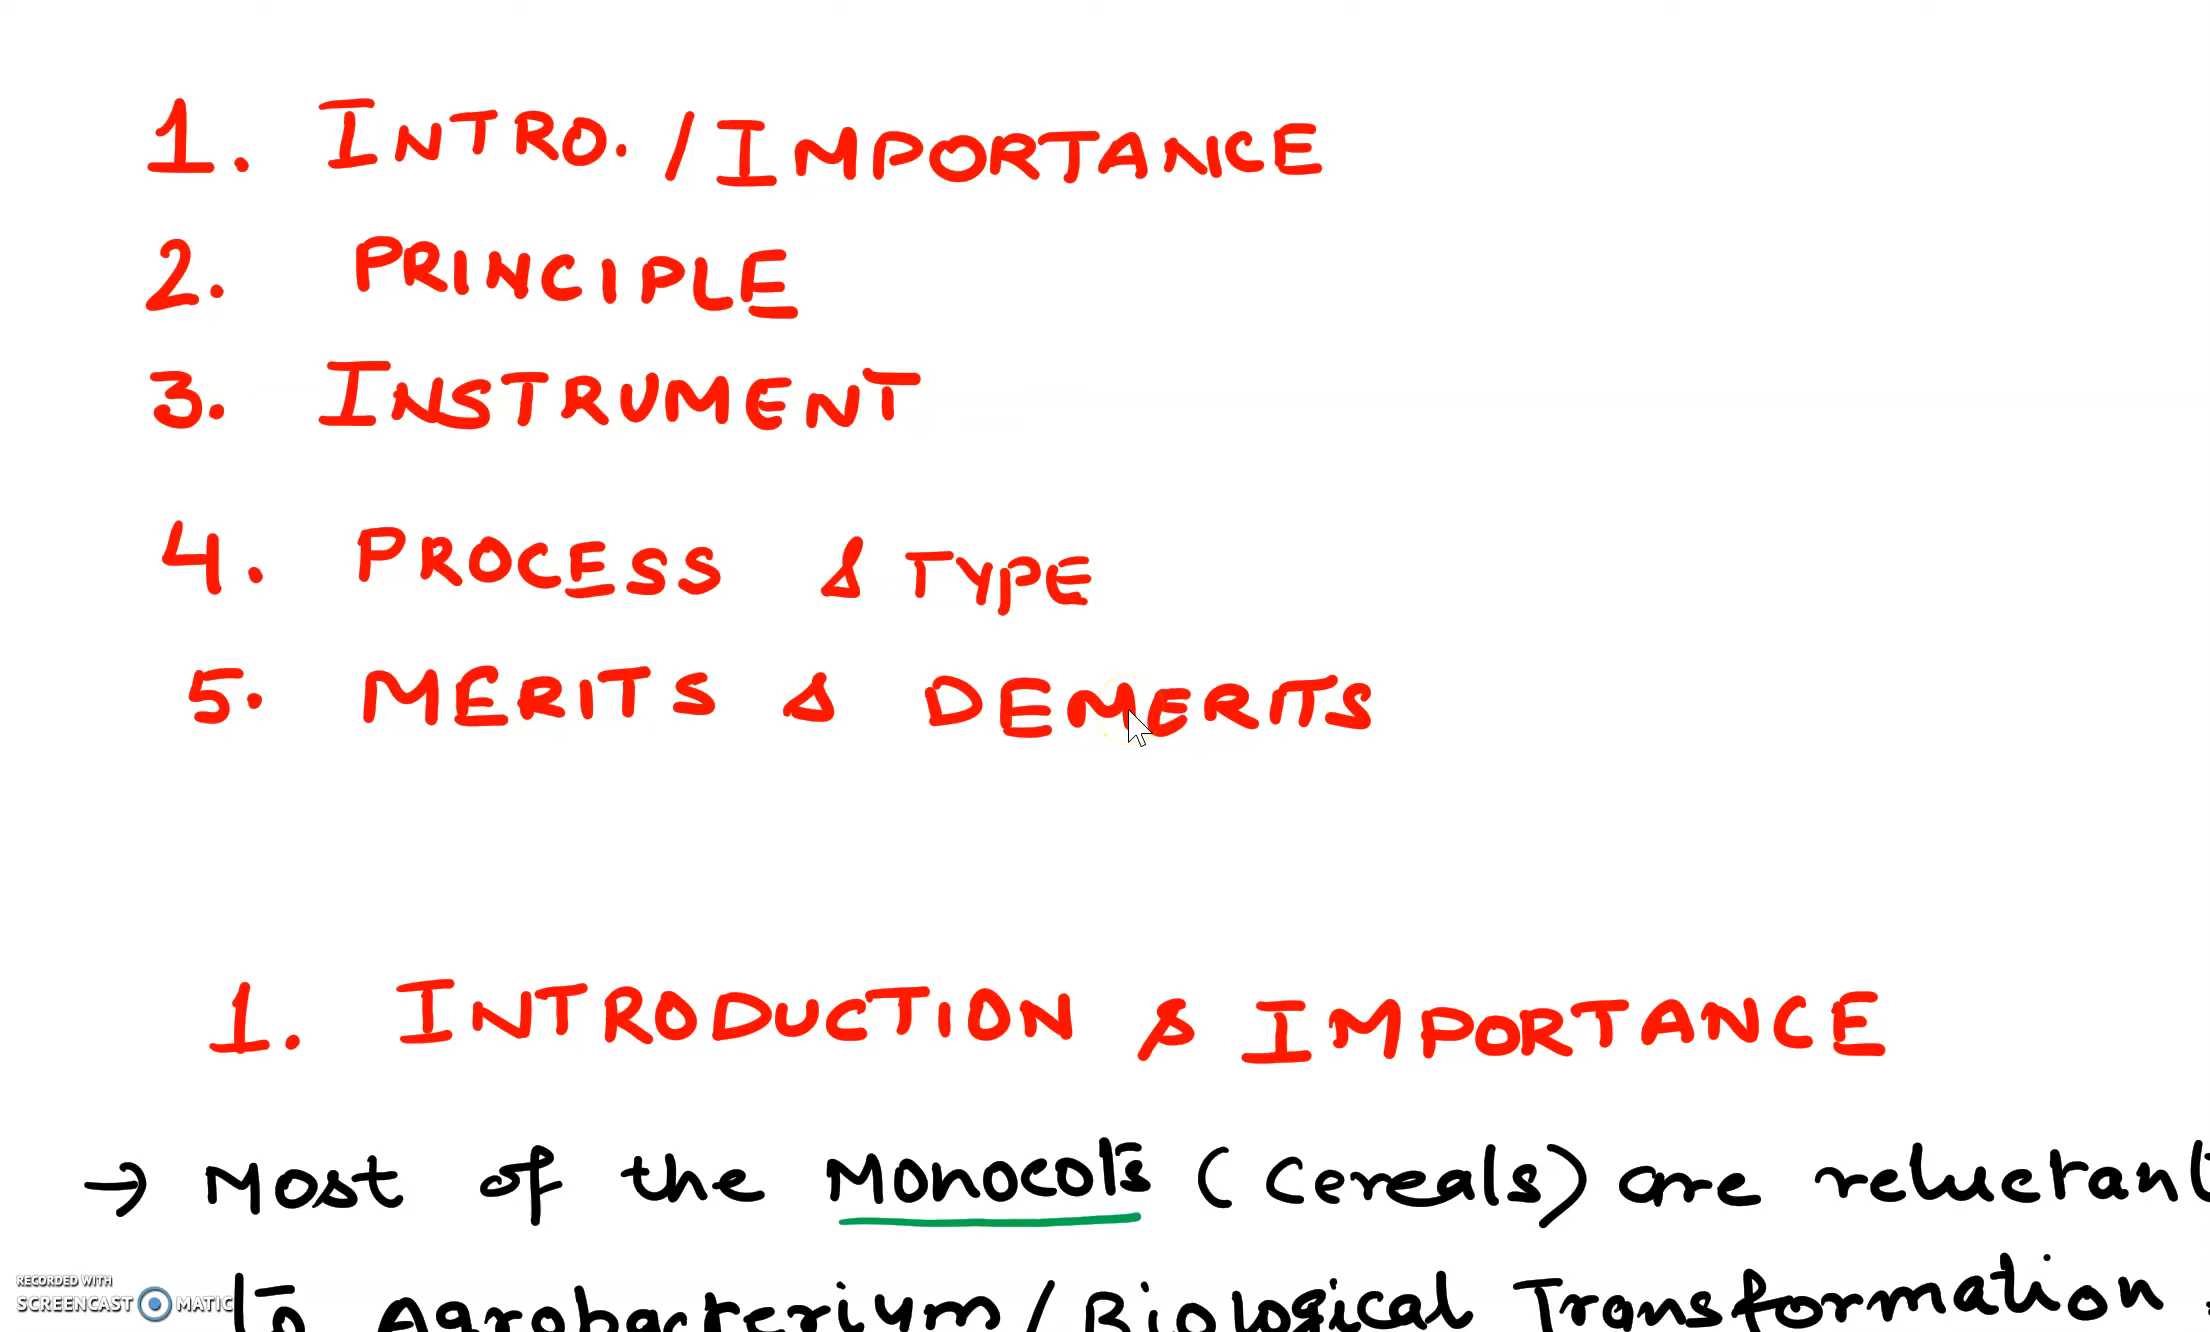 1. INTRO. / IMPORTANCE
2. PRINCIPLE
3. INSTRUMENT
4. PROCESS & TYPE
5. MERITS & DEMERITS
1. INTRODUCTION & IMPORTANCE
→ Most of the Monocots (Cereals) are reluctant
to Agrobacterium / Biological Transformation.
RECORDED WITH
SCREENCAST MATIC